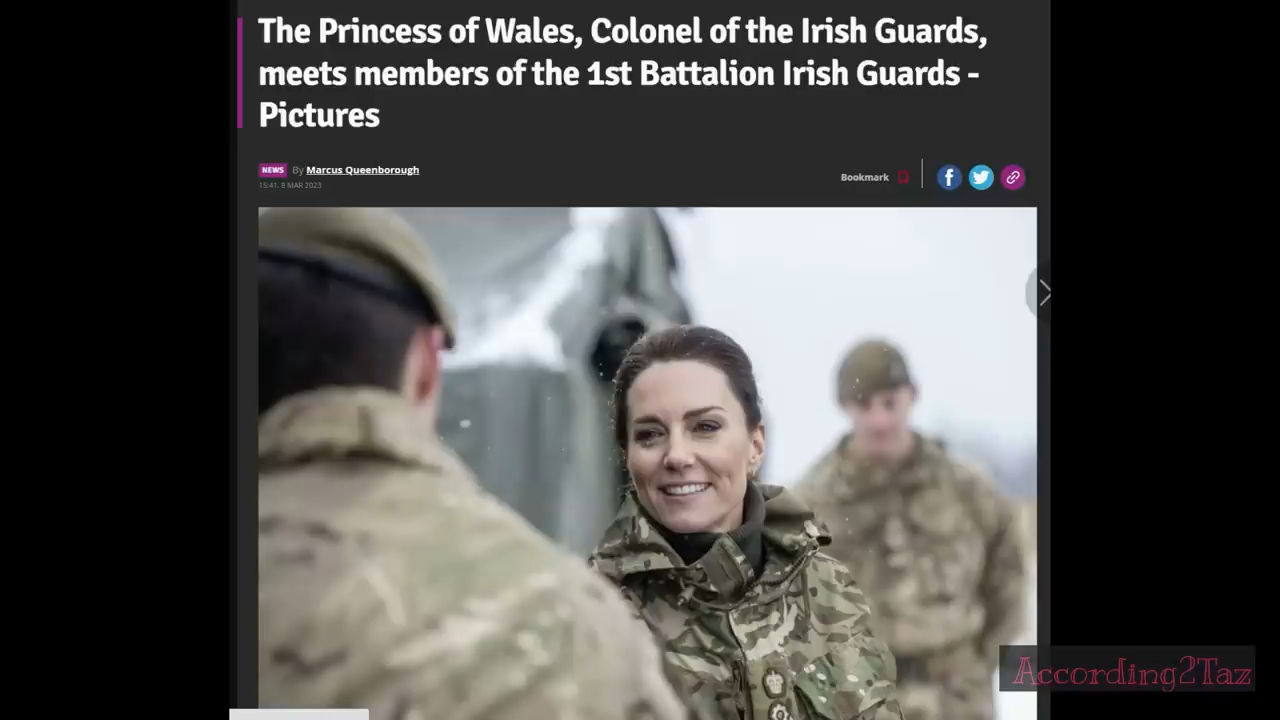 The Princess of Wales, Colonel of the Irish Guards,
meets members of the 1st Battalion Irish Guards -
Pictures
NEWS By Marcus Queenborough
15:41, 8 MAR 2023
Bookmark
According2Taz